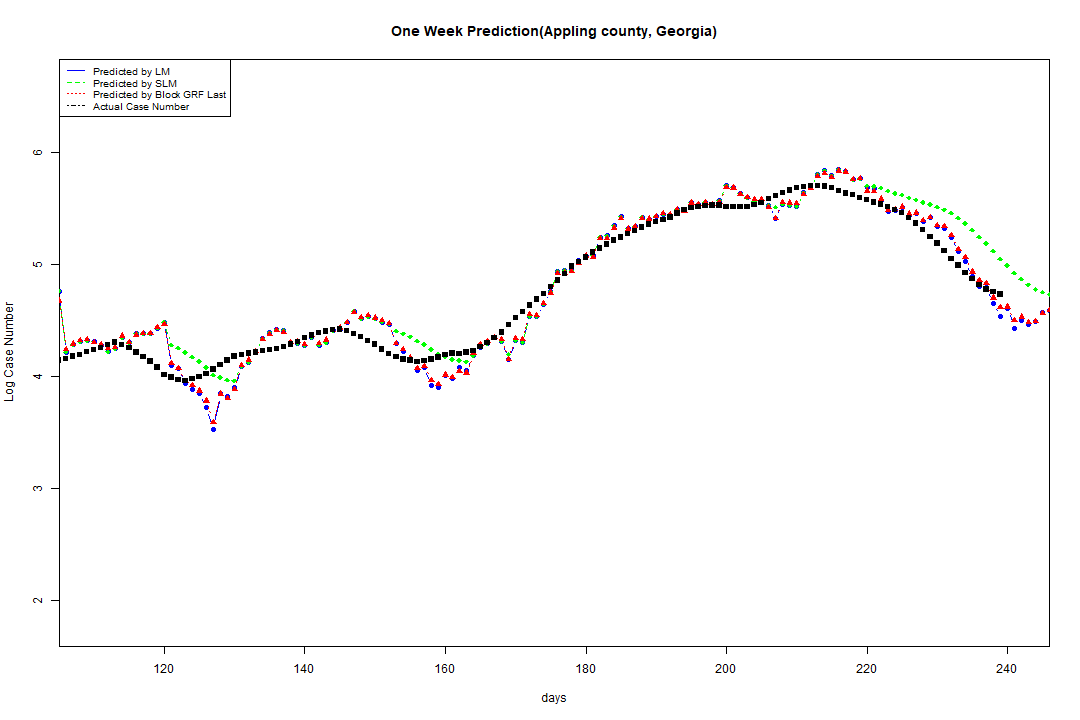 One Week Prediction(Appling county, Georgia)
Predicted by LM
Predicted by SLM
Predicted by Block GRF Last
Actual Case Number
6
5
4
3
2
Log Case Number
120 140 160 180 200 220 240
days